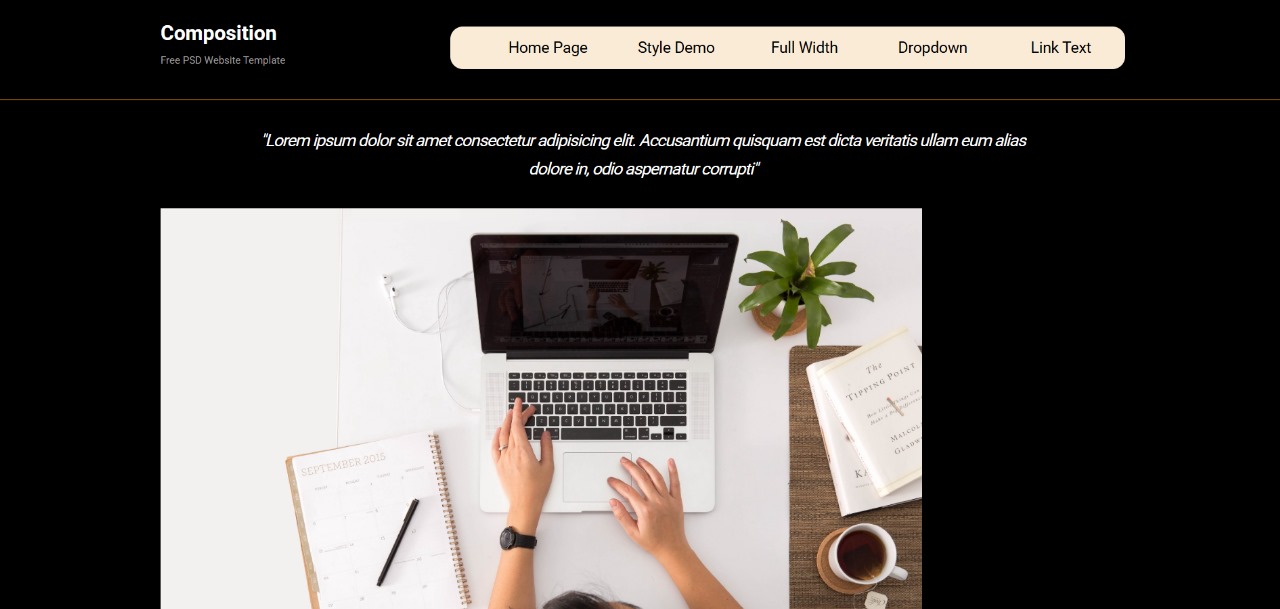 Composition
Free PSD Website Template
Home Page Style Demo Full Width Dropdown Link Text
"Lorem ipsum dolor sit amet consectetur adipisicing elit. Accusantium quisquam est dicta veritatis ullam eum alias
dolore in, odio aspernatur corrupti"
SEPTEMBER 2015
The
TIPPING POINT